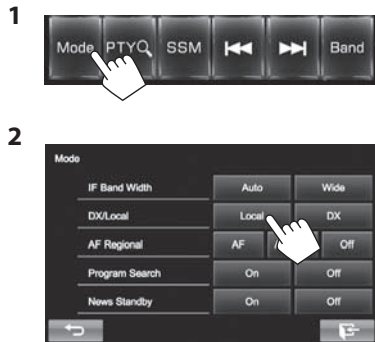 1
Mode PTY SSM Band
2
Mode
IF Band Width Auto Wide
DX/Local Local DX
AF Regional AF Off
Program Search On Off
News Standby On Off